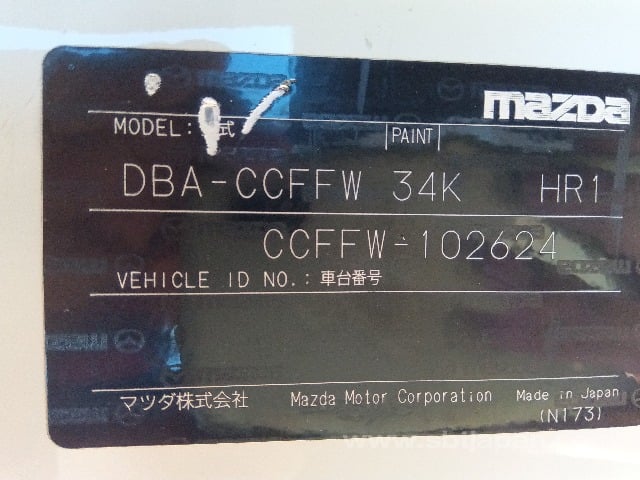 mazda
MODEL: 式 PAINT
DBA-CCFFW 34K HR1
CCFFW-102624
VEHICLE ID NO.: 車台番号
マツダ株式会社 Mazda Motor Corporation Made in Japan
(N173)